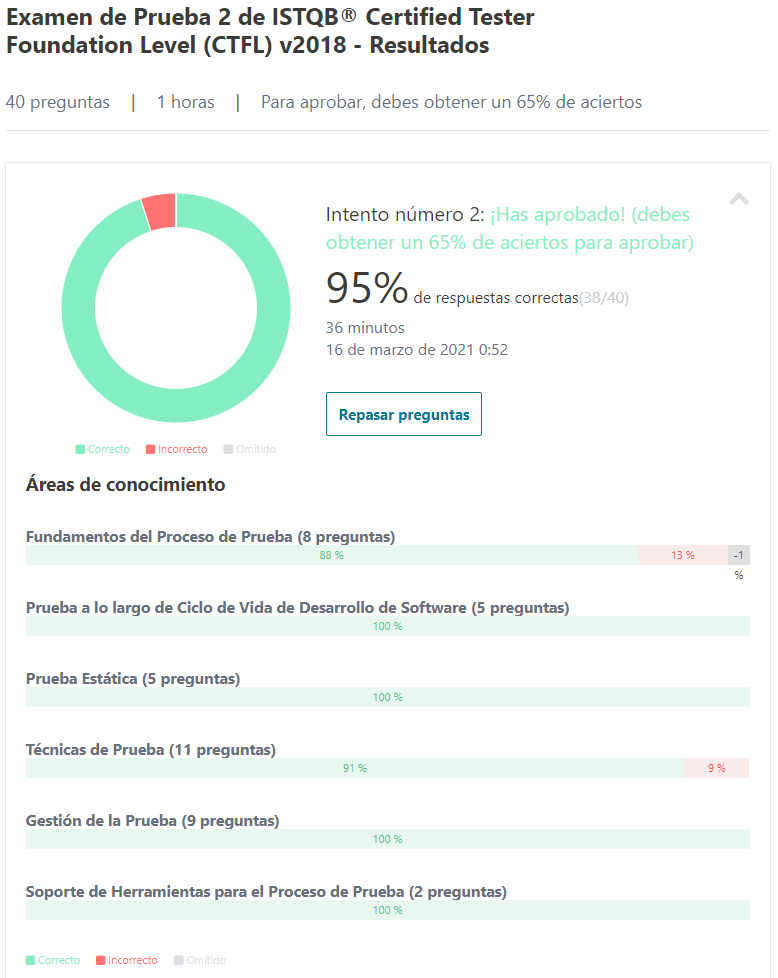 Examen de Prueba 2 de ISTQB® Certified Tester
Foundation Level (CTFL) v2018 - Resultados
40 preguntas | 1 horas | Para aprobar, debes obtener un 65% de aciertos
Intento número 2: ¡Has aprobado! (debes
obtener un 65% de aciertos para aprobar)
95% de respuestas correctas(38/40)
36 minutos
16 de marzo de 2021 0:52
Repasar preguntas
Correcto Incorrecto Omitido
Áreas de conocimiento
Fundamentos del Proceso de Prueba (8 preguntas)
88 % 13 % -1
%
Prueba a lo largo de Ciclo de Vida de Desarrollo de Software (5 preguntas)
100 %
Prueba Estática (5 preguntas)
100 %
Técnicas de Prueba (11 preguntas)
91 % 9 %
Gestión de la Prueba (9 preguntas)
100 %
Soporte de Herramientas para el Proceso de Prueba (2 preguntas)
100 %
Correcto Incorrecto Omitido